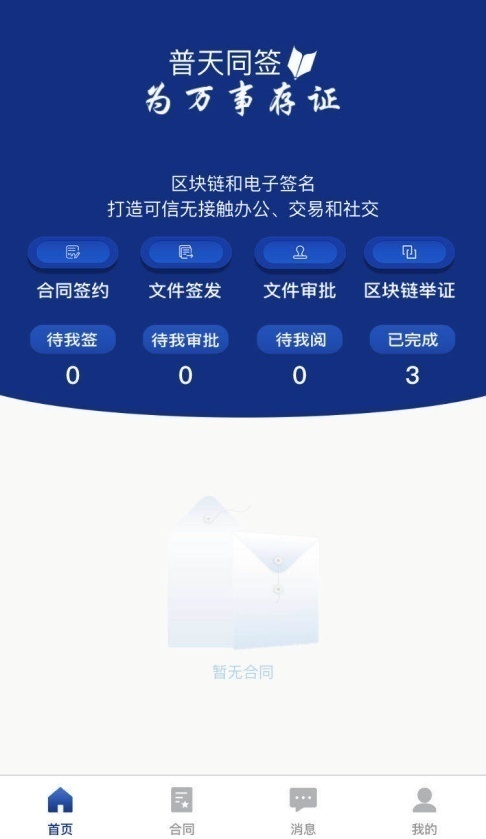 普天同签
为万事存证
区块链和电子签名
打造可信无接触办公、交易和社交
合同签约 文件签发 文件审批 区块链举证
待我签 待我审批 待我阅 已完成
0 0 0 3
暂无合同
首页 合同 消息 我的